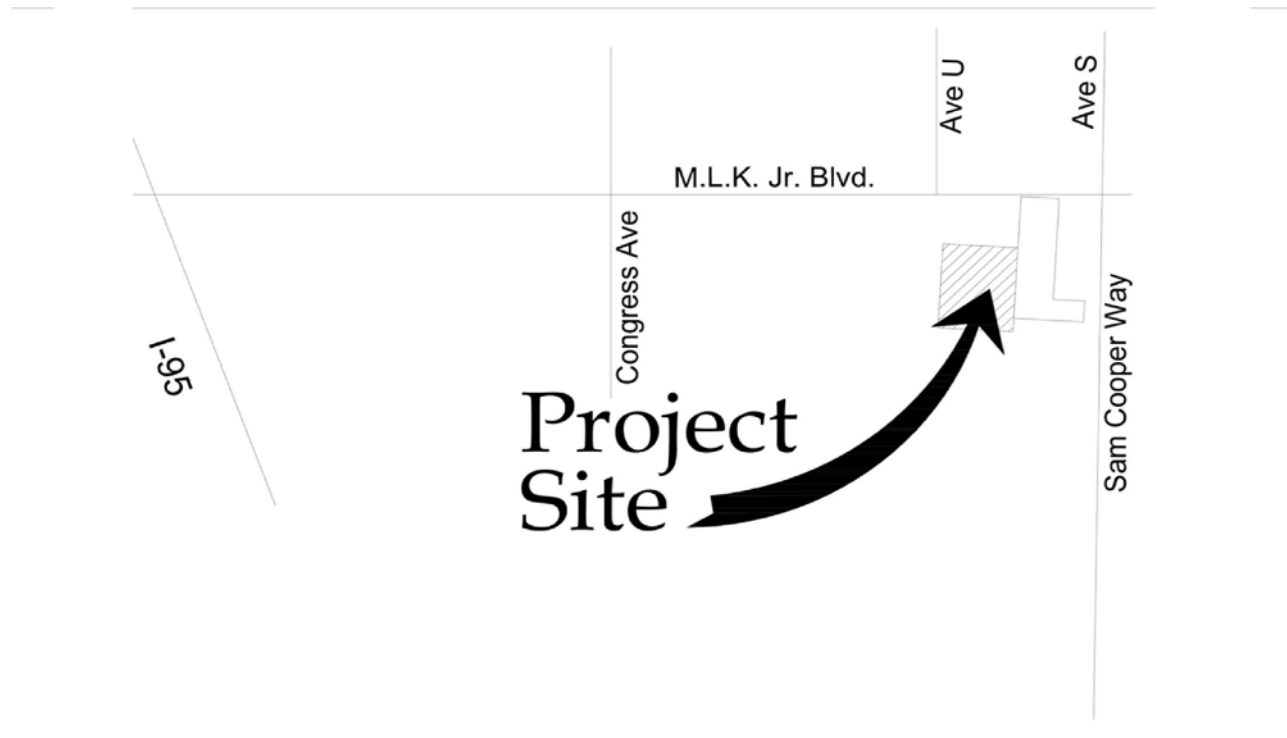 Ave U
Ave S
M.L.K. Jr. Blvd.
Congress Ave
I-95
Sam Cooper Way
Project
Site